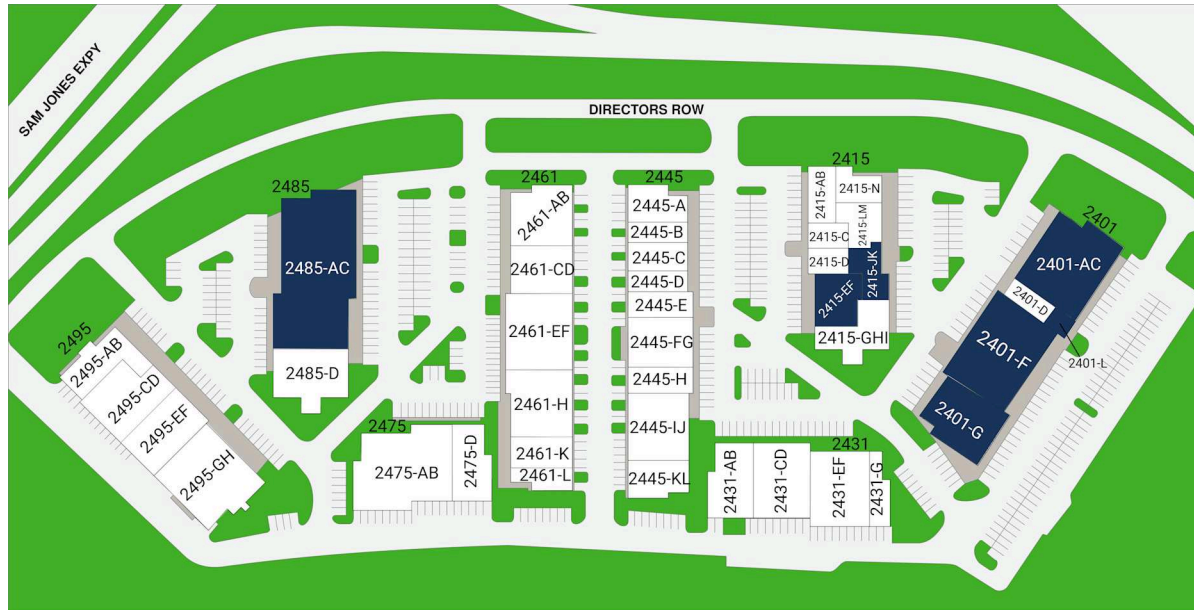 SAM JONES EXPY
DIRECTORS ROW
2495
2495-AB
2495-CD
2495-EF
2495-GH
2485
2485-AC
2485-D
2475
2475-AB
2475-D
2461
2461-AB
2461-CD
2461-EF
2461-H
2461-K
2461-L
2445
2445-A
2445-B
2445-C
2445-D
2445-E
2445-FG
2445-H
2445-IJ
2445-KL
2415
2415-AB
2415-N
2415-LM
2415-C
2415-D
2415-JK
2415-EF
2415-GHI
2431
2431-AB
2431-CD
2431-EF
2431-G
2401
2401-AC
2401-D
2401-L
2401-F
2401-G